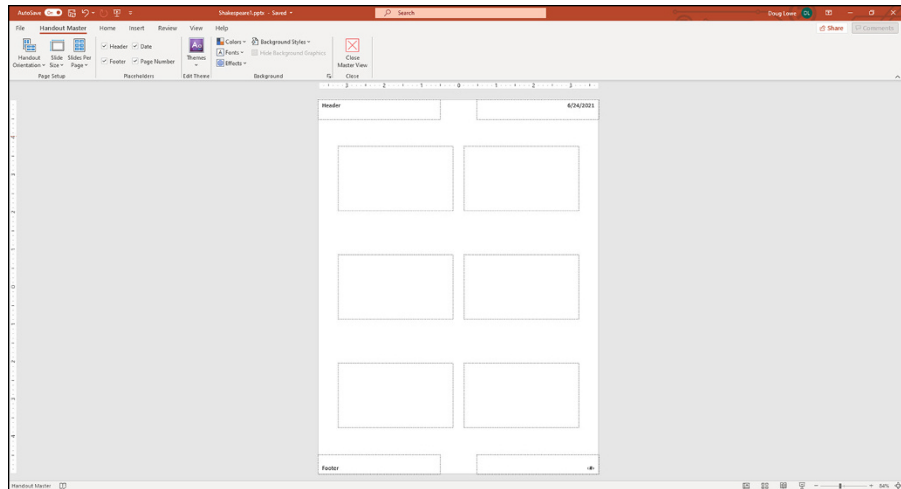 AutoSave On Shakespeare1.pptx - Saved Search Doug Lowe DL
File Handout Master Home Insert Review View Help Share Comments
Handout Orientation Slide Size Slides Per Page
Header Date
Footer Page Number
Themes
Colors Background Styles
Fonts Hide Background Graphics
Effects
Close Master View
Page Setup Placeholders Edit Theme Background Close
Header 6/24/2021
Footer ‹#›
Handout Master 84%